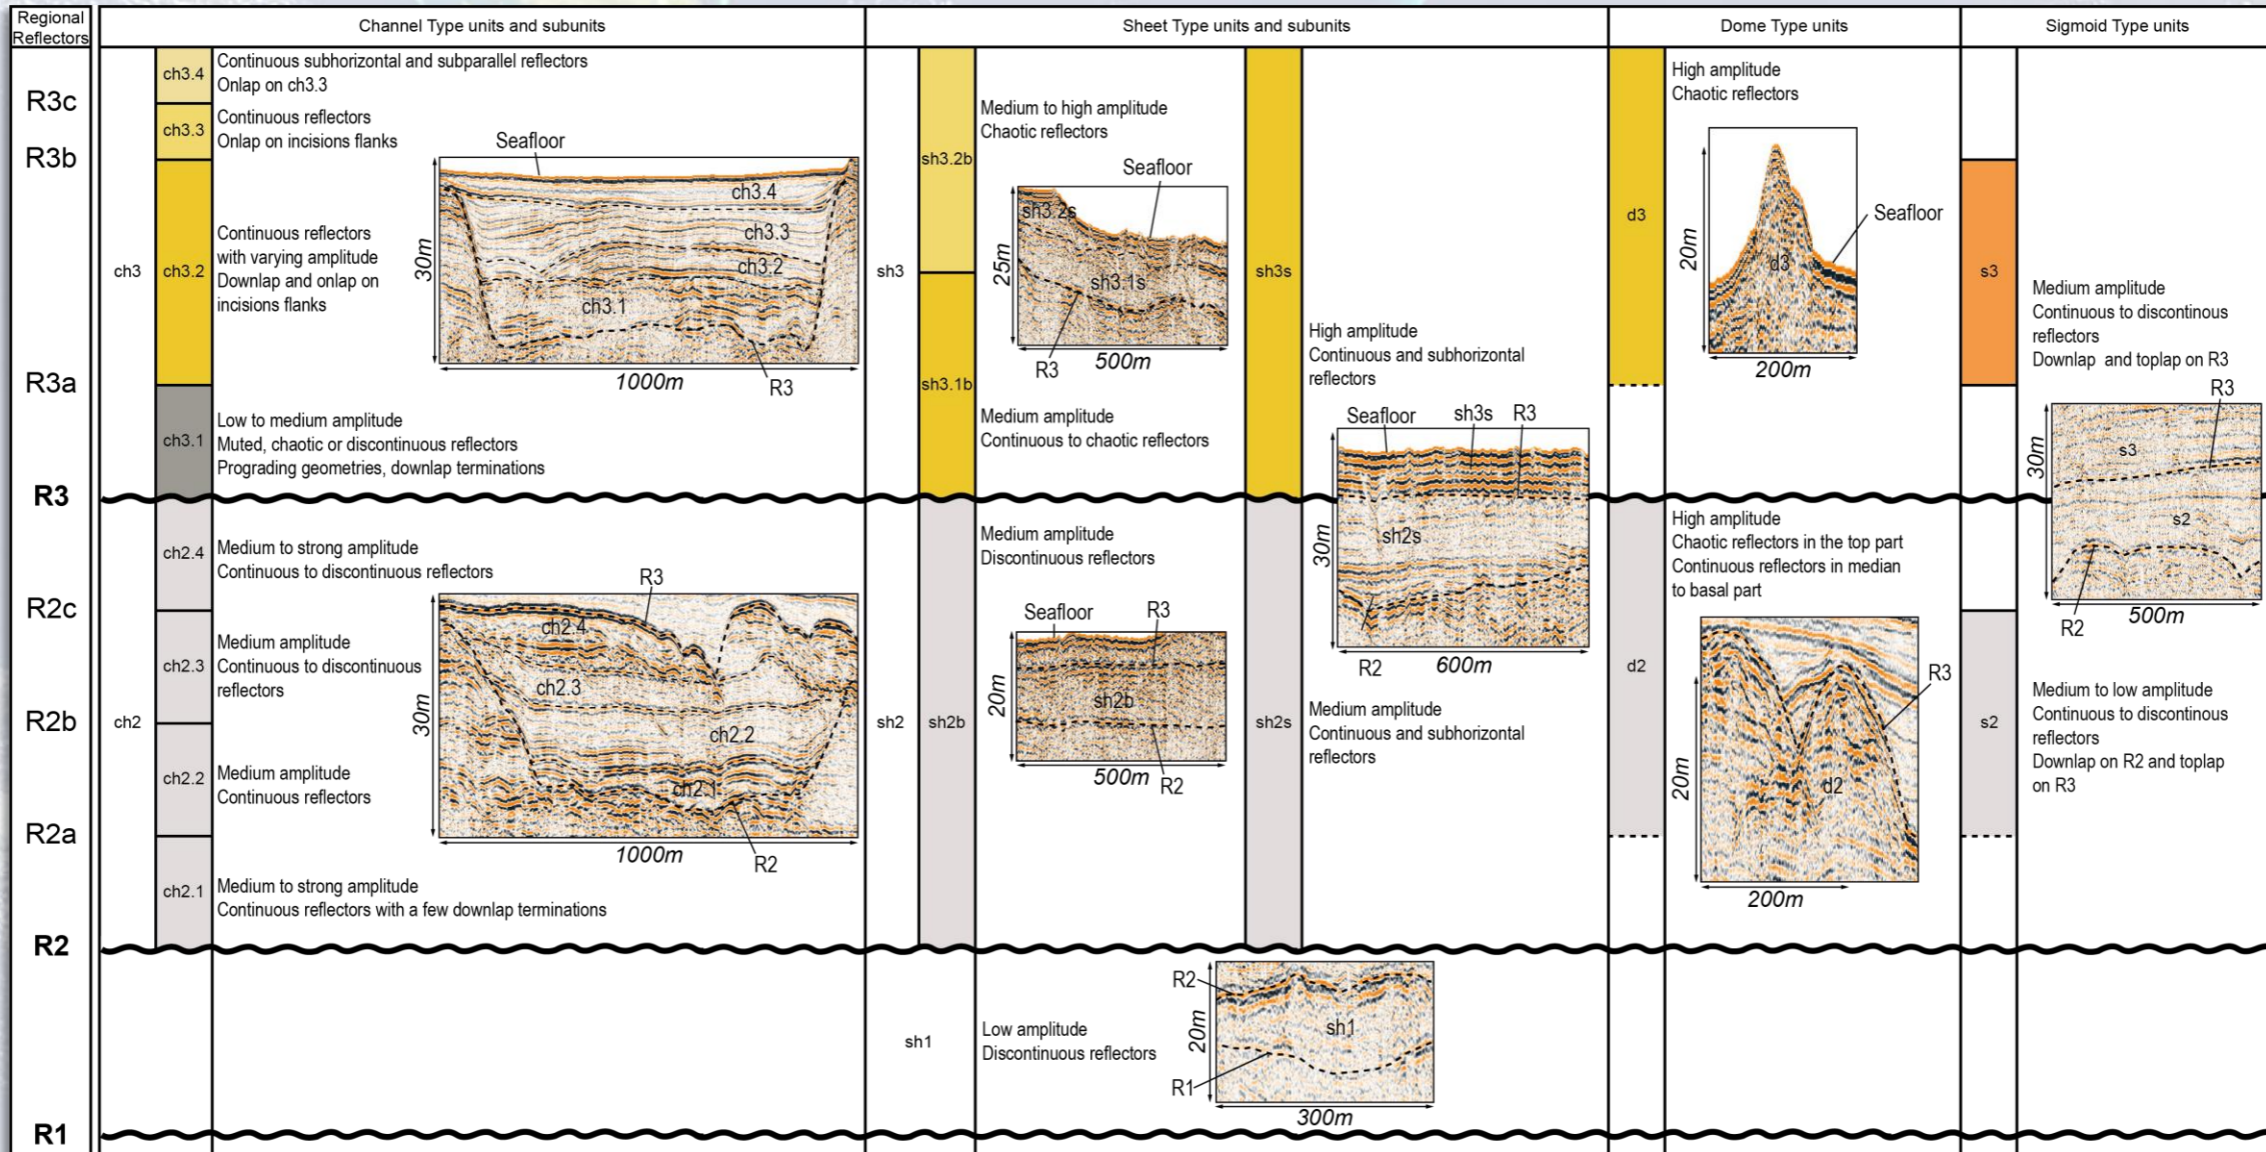 Regional
Reflectors
Channel Type units and subunits
Sheet Type units and subunits
Dome Type units
Sigmoid Type units
R3c
R3b
R3a
R3
R2c
R2b
R2a
R2
R1
ch3
ch3.4
ch3.3
ch3.2
ch3.1
Continuous subhorizontal and subparallel reflectors
Onlap on ch3.3
Continuous reflectors
Onlap on incisions flanks
Continuous reflectors
with varying amplitude
Downlap and onlap on
incisions flanks
Low to medium amplitude
Muted, chaotic or discontinuous reflectors
Prograding geometries, downlap terminations
Seafloor
ch3.4
ch3.3
ch3.2
ch3.1
30m
1000m
R3
ch2
ch2.4
ch2.3
ch2.2
ch2.1
Medium to strong amplitude
Continuous to discontinuous reflectors
Medium amplitude
Continuous to discontinuous
reflectors
Medium amplitude
Continuous reflectors
Medium to strong amplitude
Continuous reflectors with a few downlap terminations
R3
ch2.4
ch2.3
ch2.2
ch2.1
30m
1000m
R2
sh3
sh3.2b
sh3.1b
Medium to high amplitude
Chaotic reflectors
Seafloor
sh3.2s
sh3.1s
25m
500m
R3
Medium amplitude
Continuous to chaotic reflectors
sh2
sh2b
Medium amplitude
Discontinuous reflectors
Seafloor
R3
sh2b
20m
500m
R2
sh3s
sh2s
High amplitude
Continuous and subhorizontal
reflectors
Seafloor
sh3s
R3
sh2s
30m
R2
600m
Medium amplitude
Continuous and subhorizontal
reflectors
sh1
Low amplitude
Discontinuous reflectors
R2
20m
sh1
R1
300m
d3
High amplitude
Chaotic reflectors
20m
Seafloor
d3
200m
d2
High amplitude
Chaotic reflectors in the top part
Continuous reflectors in median
to basal part
R3
20m
d2
200m
s3
Medium amplitude
Continuous to discontinous
reflectors
Downlap  and toplap on R3
R3
s3
30m
s2
R2
500m
s2
Medium to low amplitude
Continuous to discontinous
reflectors
Downlap on R2 and toplap
on R3